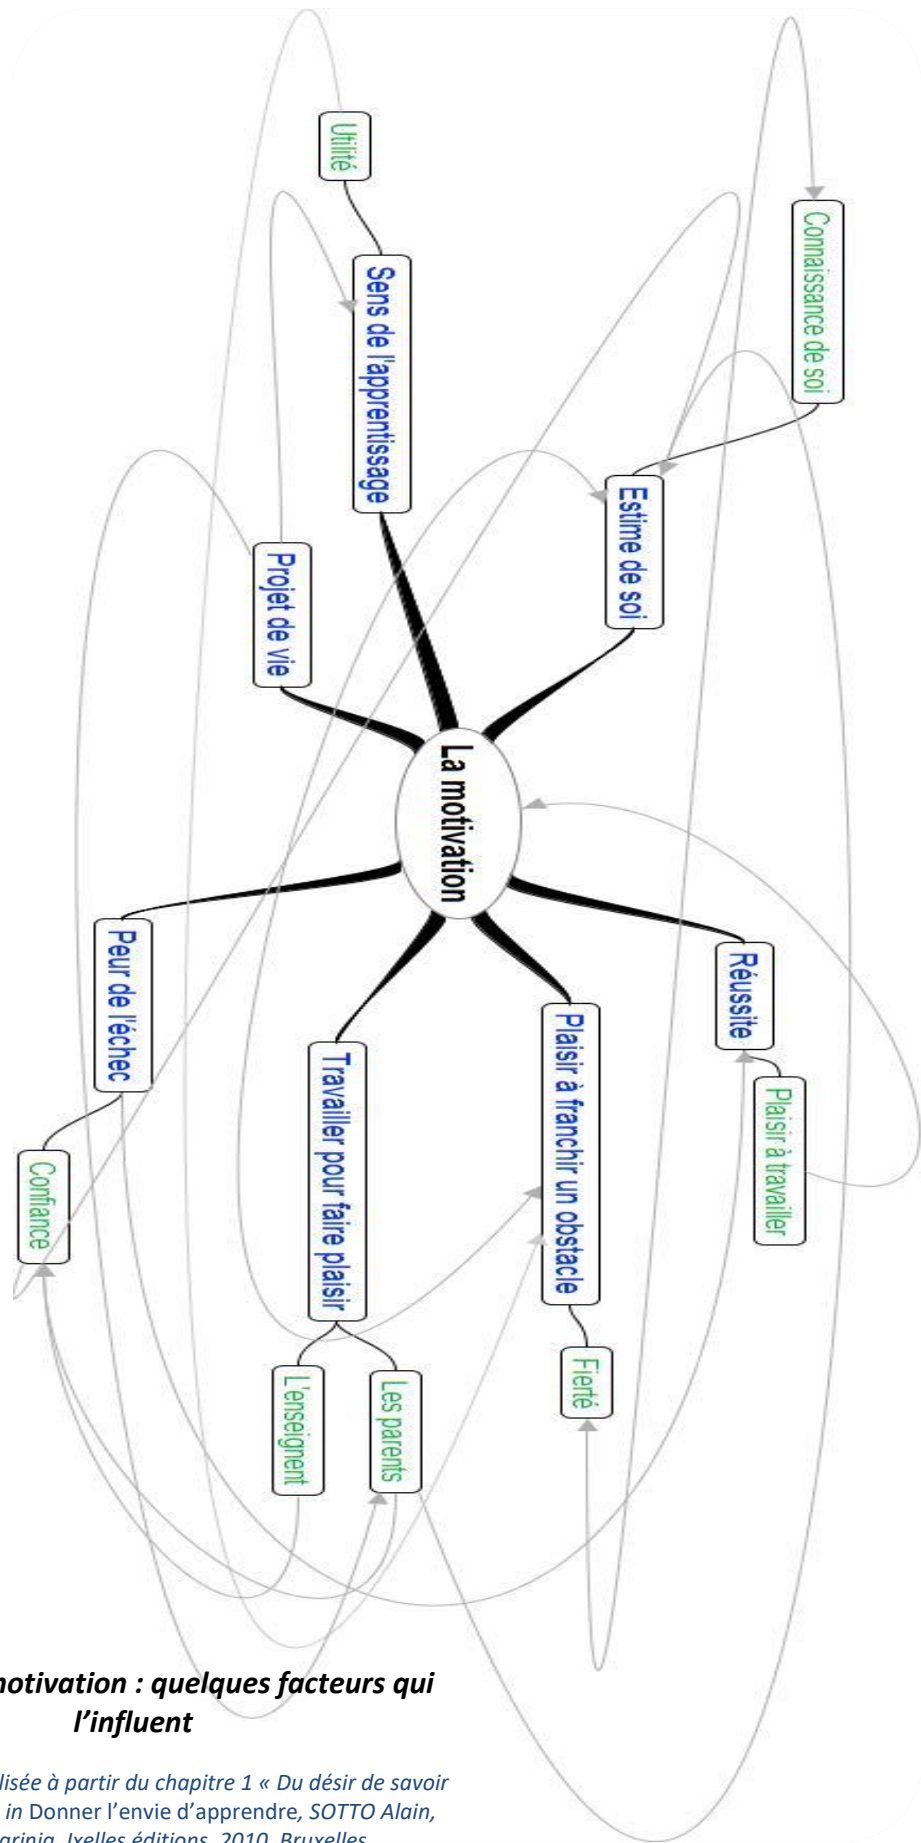 La motivation
Estime de soi
Connaissance de soi
Réussite
Plaisir à travailler
Plaisir à franchir un obstacle
Fierté
Travailler pour faire plaisir
Les parents
L'enseignent
Peur de l'échec
Confiance
Projet de vie
Sens de l'apprentissage
Utilité
motivation : quelques facteurs qui
l'influent
à partir du chapitre 1 « Du désir de savoir
in Donner l'envie d'apprendre, SOTTO Alain,
Ixelles éditions, 2010, Bruxelles